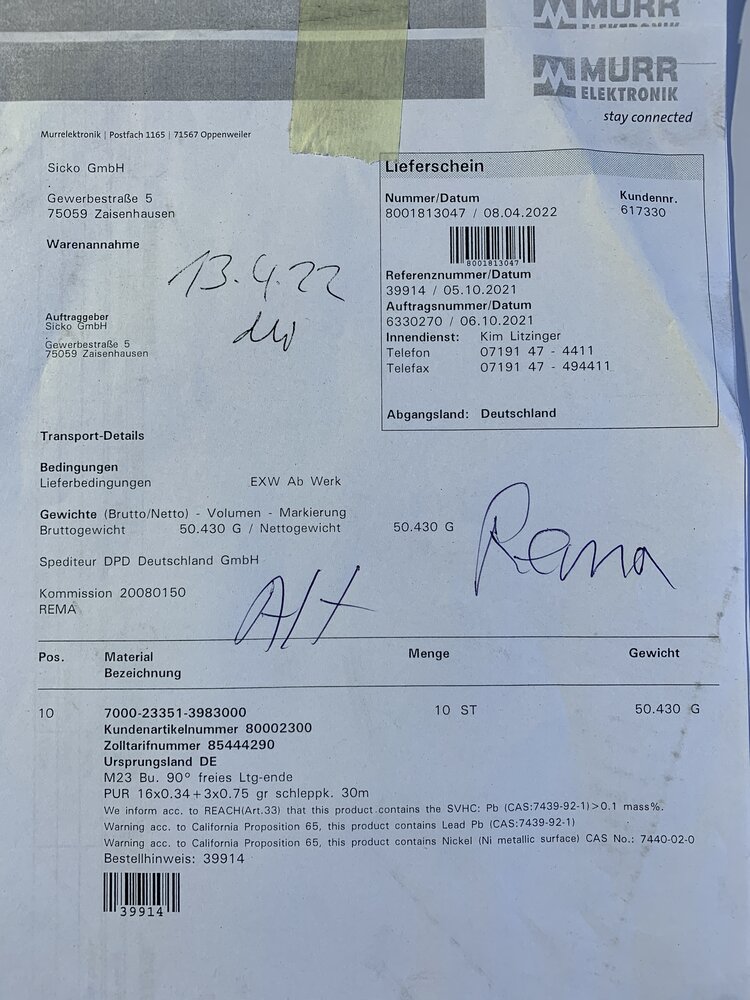 MURR
ELEKTRONIK
MURR
ELEKTRONIK
stay connected
Murrelektronik | Postfach 1165 | 71567 Oppenweiler
Sicko GmbH
Gewerbestraße 5
75059 Zaisenhausen
Warenannahme
13.4.22
Auftraggeber
Sicko GmbH
Gewerbestraße 5
75059 Zaisenhausen
Lieferschein
Nummer/Datum
8001813047 / 08.04.2022
Kundennr.
617330
8001813047
Referenznummer/Datum
39914 / 05.10.2021
Auftragsnummer/Datum
6330270 / 06.10.2021
Innendienst: Kim Litzinger
Telefon 07191 47 - 4411
Telefax 07191 47 - 494411
Abgangsland: Deutschland
Transport-Details
Bedingungen
Lieferbedingungen EXW Ab Werk
Gewichte (Brutto/Netto) - Volumen - Markierung
Bruttogewicht 50.430 G / Nettogewicht 50.430 G
Rema
Spediteur DPD Deutschland GmbH
Kommission 20080150
REMA
Pos. Material Menge Gewicht
Bezeichnung
10 7000-23351-3983000 10 ST 50.430 G
Kundenartikelnummer 80002300
Zolltarifnummer 85444290
Ursprungsland DE
M23 Bu. 90° freies Ltg-ende
PUR 16x0.34+3x0.75 gr schleppk. 30m
We inform acc. to REACH(Art.33) that this product contains the SVHC: Pb (CAS:7439-92-1)>0.1 mass%.
Warning acc. to California Proposition 65, this product contains Lead Pb (CAS:7439-92-1)
Warning acc. to California Proposition 65, this product contains Nickel (Ni metallic surface) CAS No.: 7440-02-0
Bestellhinweis: 39914
39914